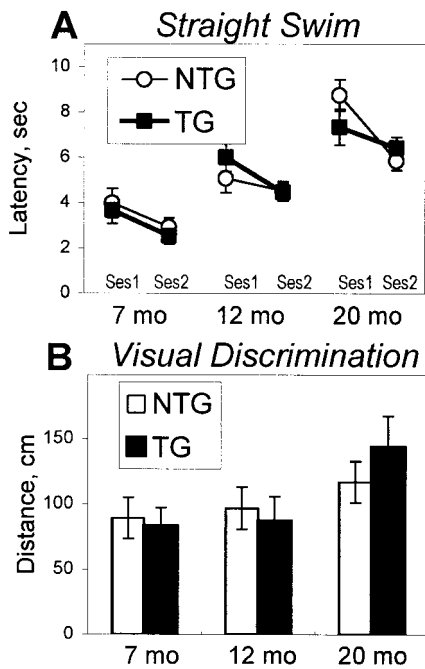 A Straight Swim
10
8
6
4
2
0
Latency, sec
NTG
TG
Ses1 Ses2 Ses1 Ses2 Ses1 Ses2
7 mo 12 mo 20 mo
B Visual Discrimination
150
100
50
0
Distance, cm
NTG
TG
7 mo 12 mo 20 mo